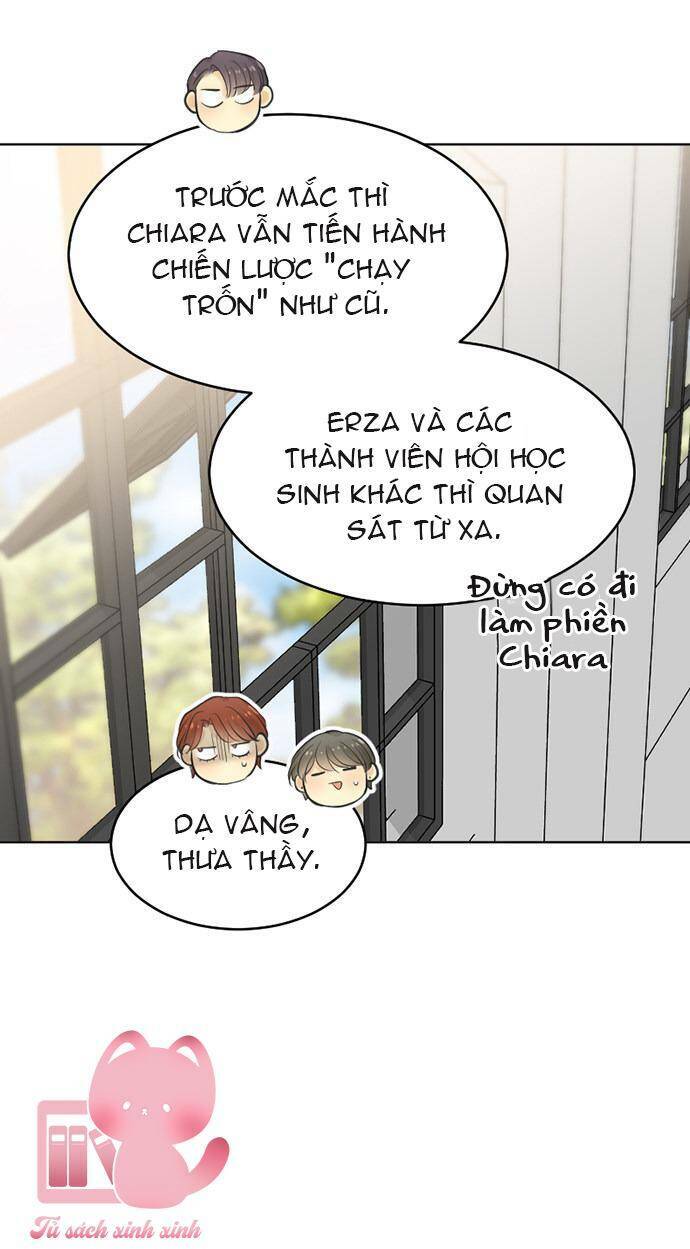 TRƯỚC MẮC THÌ
CHIARA VẪN TIẾN HÀNH
CHIẾN LƯỢC "CHẠY
TRỐN" NHƯ CŨ.
ERZA VÀ CÁC
THÀNH VIÊN HỘI HỌC
SINH KHÁC THÌ QUAN
SÁT TỪ XA.
Đừng có đi
làm phiền
Chiara
DẠ VÂNG,
THƯA THẦY.
Tủ sách xinh xinh